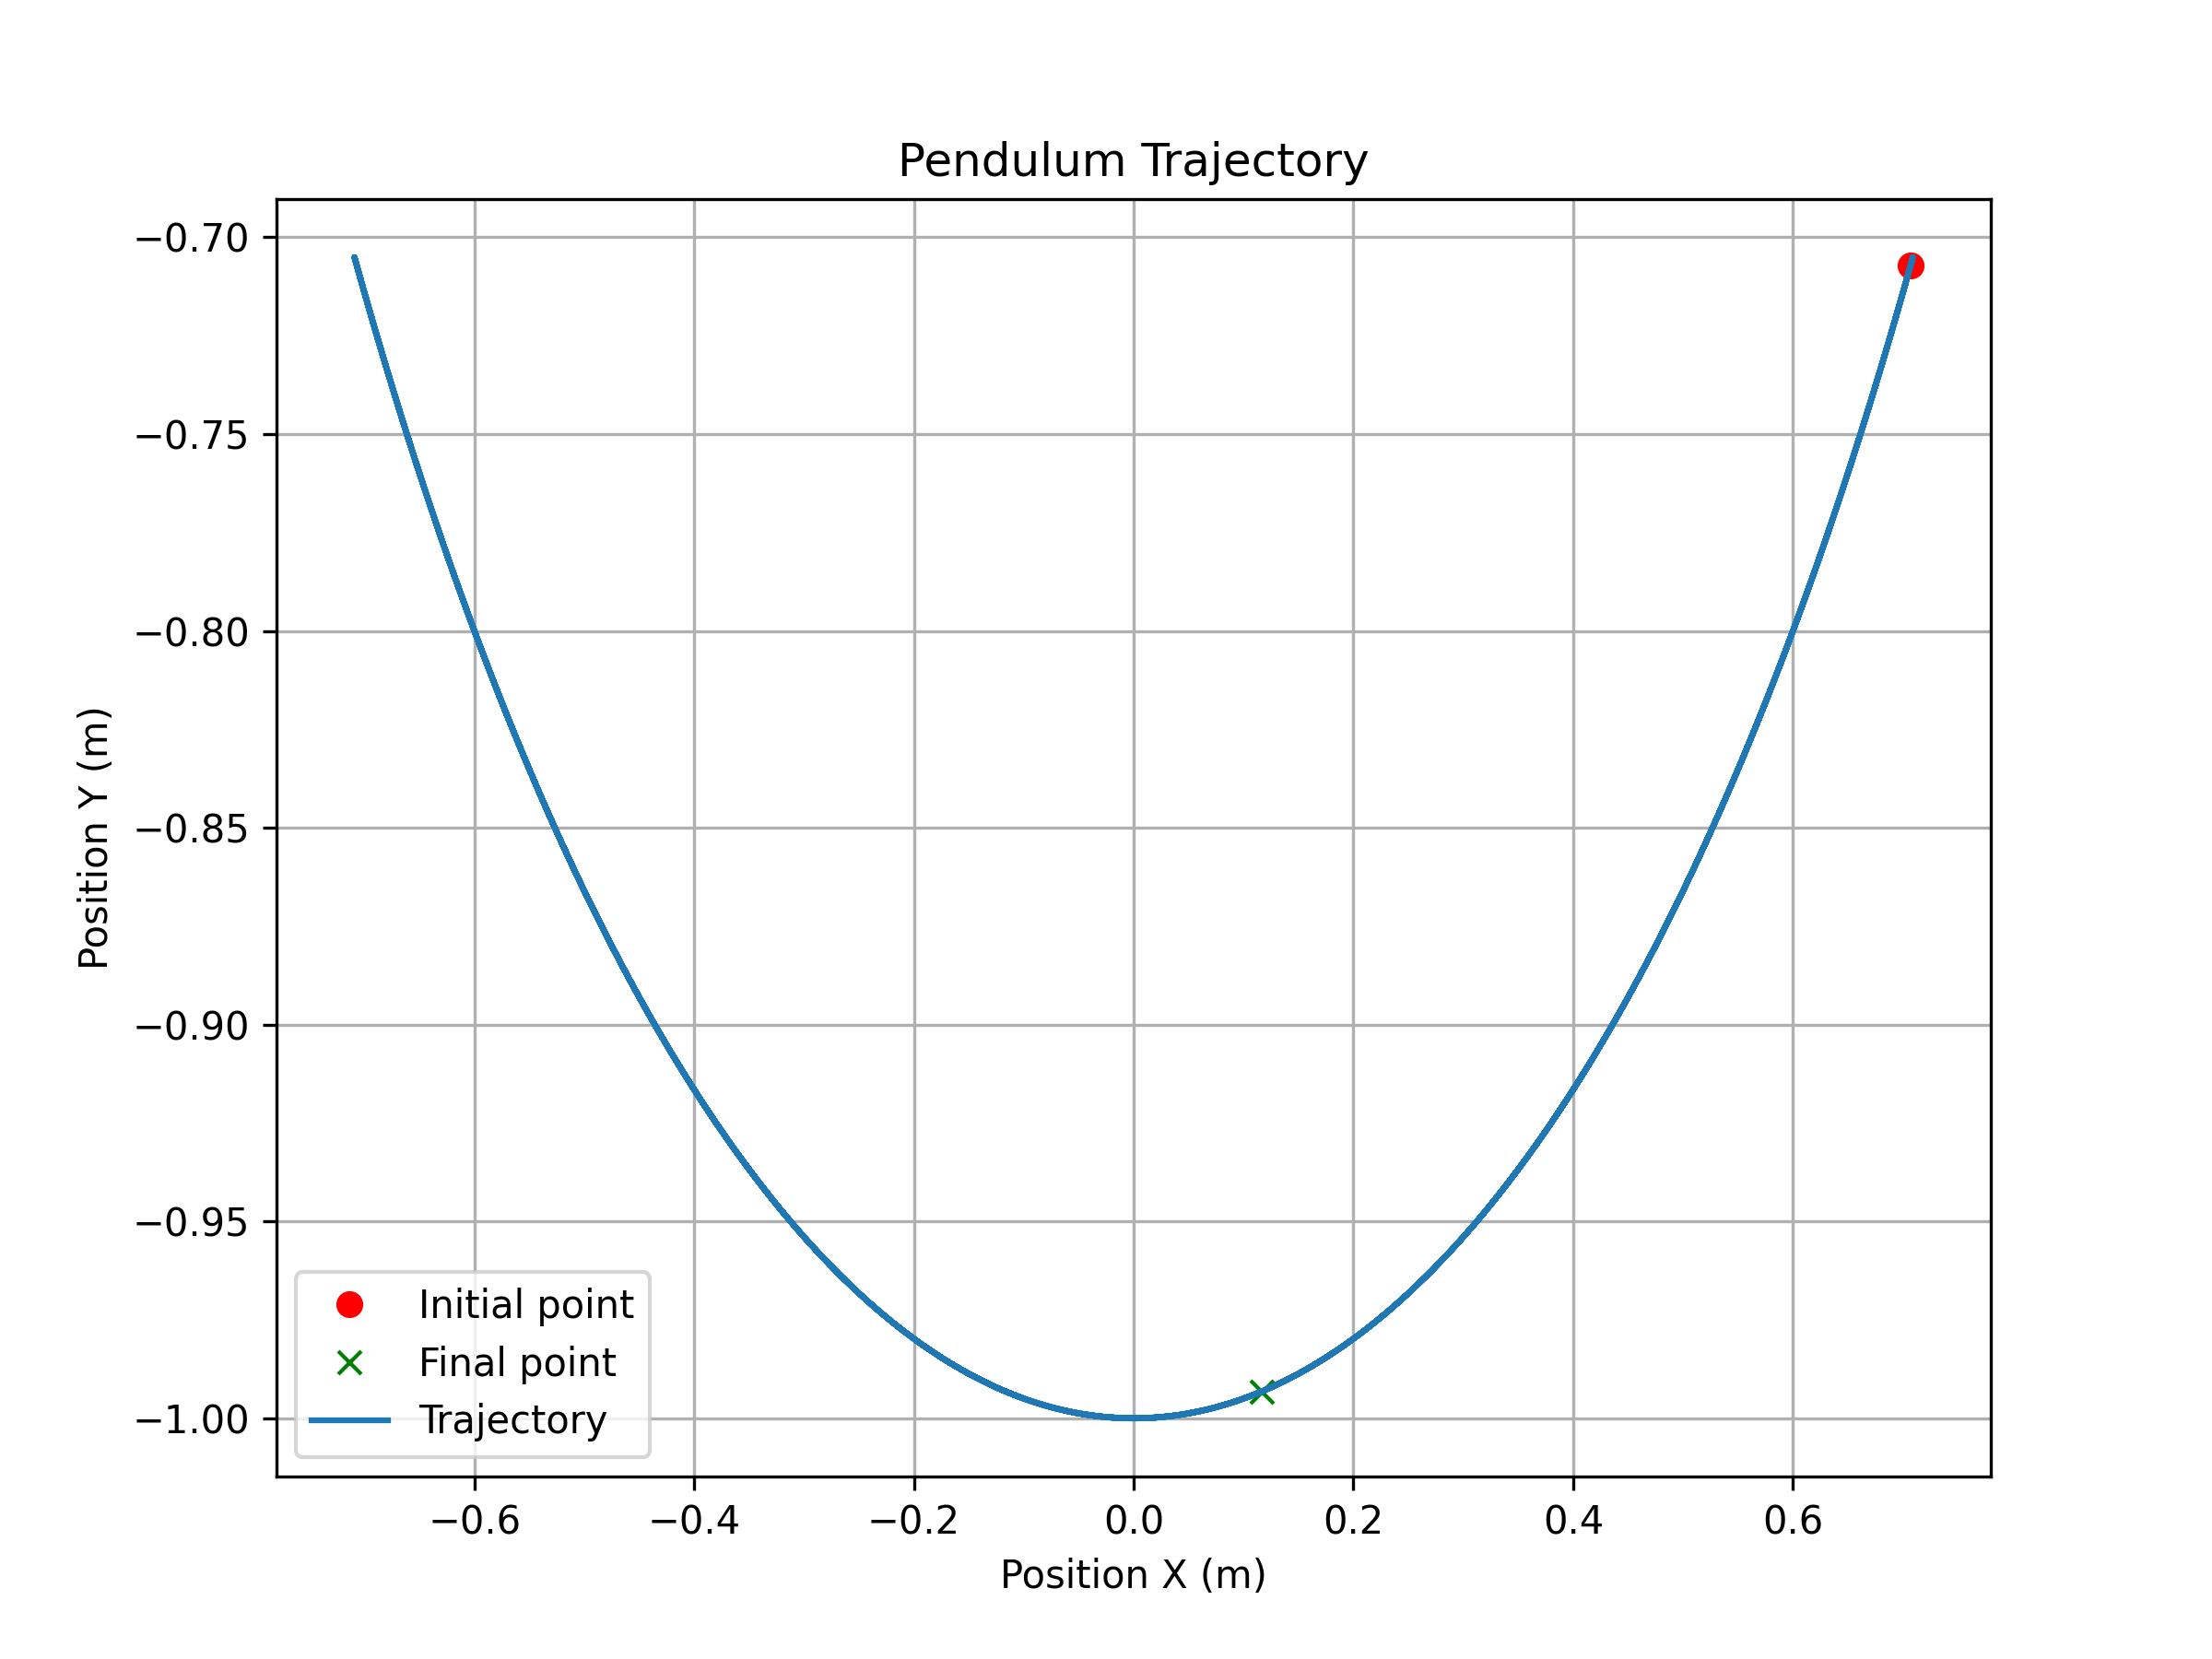 Pendulum Trajectory
−0.70
−0.75
−0.80
−0.85
−0.90
−0.95
−1.00
Position Y (m)
Initial point
Final point
Trajectory
−0.6 −0.4 −0.2 0.0 0.2 0.4 0.6
Position X (m)